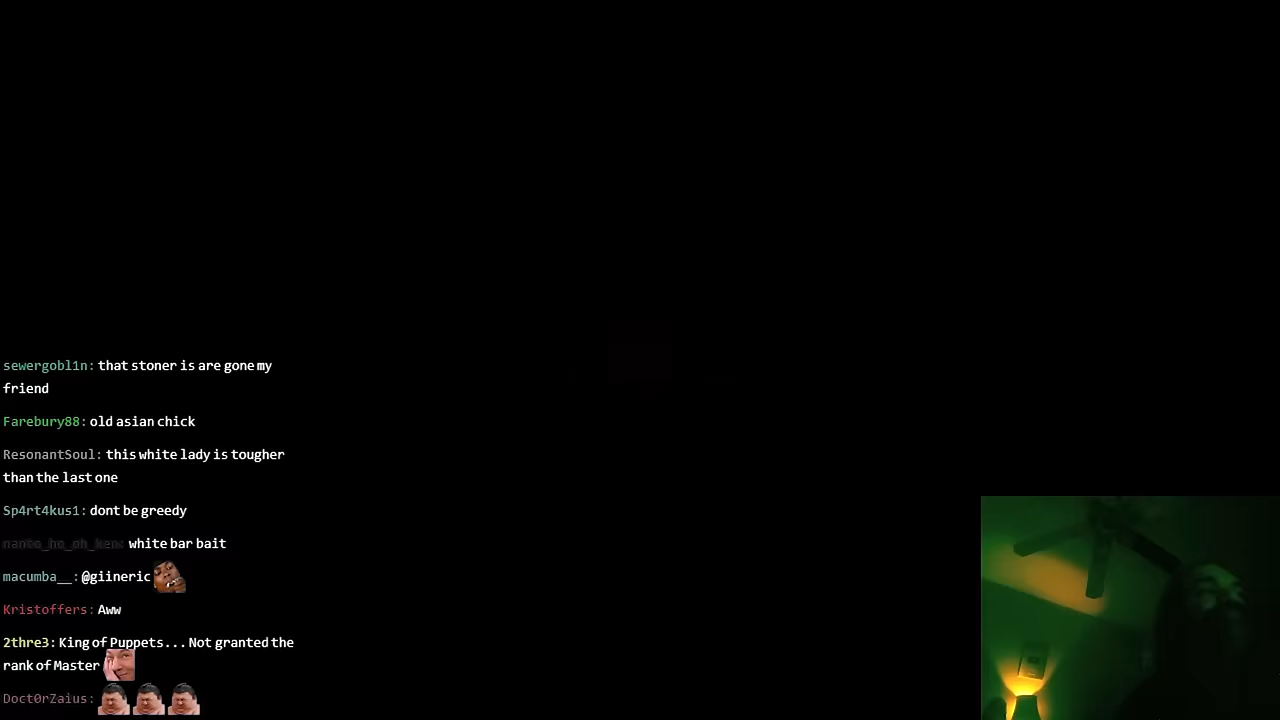 sewergobl1n: that stoner is are gone my
friend
Farebury88: old asian chick
ResonantSoul: this white lady is tougher
than the last one
Sp4rt4kus1: dont be greedy
nanto_ho_oh_ken: white bar bait
macumba__: @giineric
Kristoffers: Aww
2thre3: King of Puppets... Not granted the
rank of Master
Doct0rZaius: